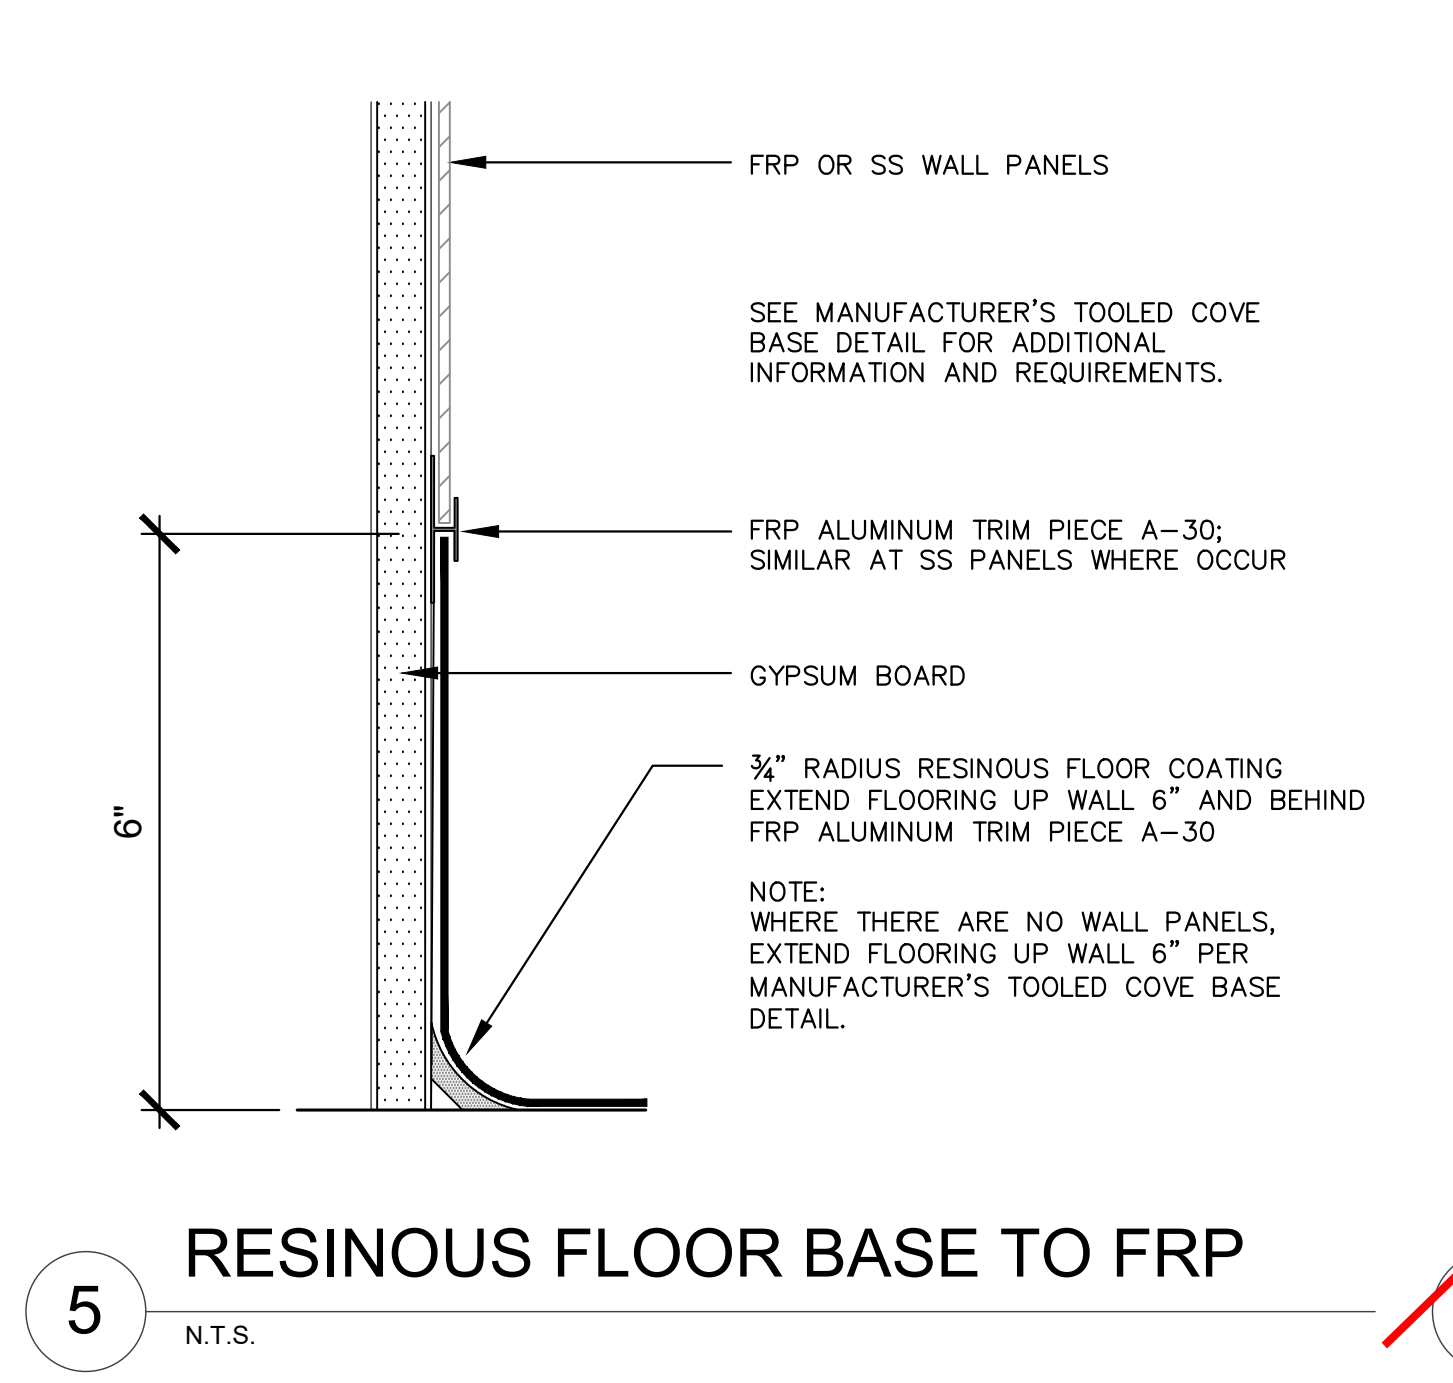 FRP OR SS WALL PANELS
SEE MANUFACTURER'S TOOLED COVE
BASE DETAIL FOR ADDITIONAL
INFORMATION AND REQUIREMENTS.
FRP ALUMINUM TRIM PIECE A-30;
SIMILAR AT SS PANELS WHERE OCCUR
GYPSUM BOARD
6"
¾" RADIUS RESINOUS FLOOR COATING
EXTEND FLOORING UP WALL 6" AND BEHIND
FRP ALUMINUM TRIM PIECE A-30
NOTE:
WHERE THERE ARE NO WALL PANELS,
EXTEND FLOORING UP WALL 6" PER
MANUFACTURER'S TOOLED COVE BASE
DETAIL.
RESINOUS FLOOR BASE TO FRP
5
N.T.S.